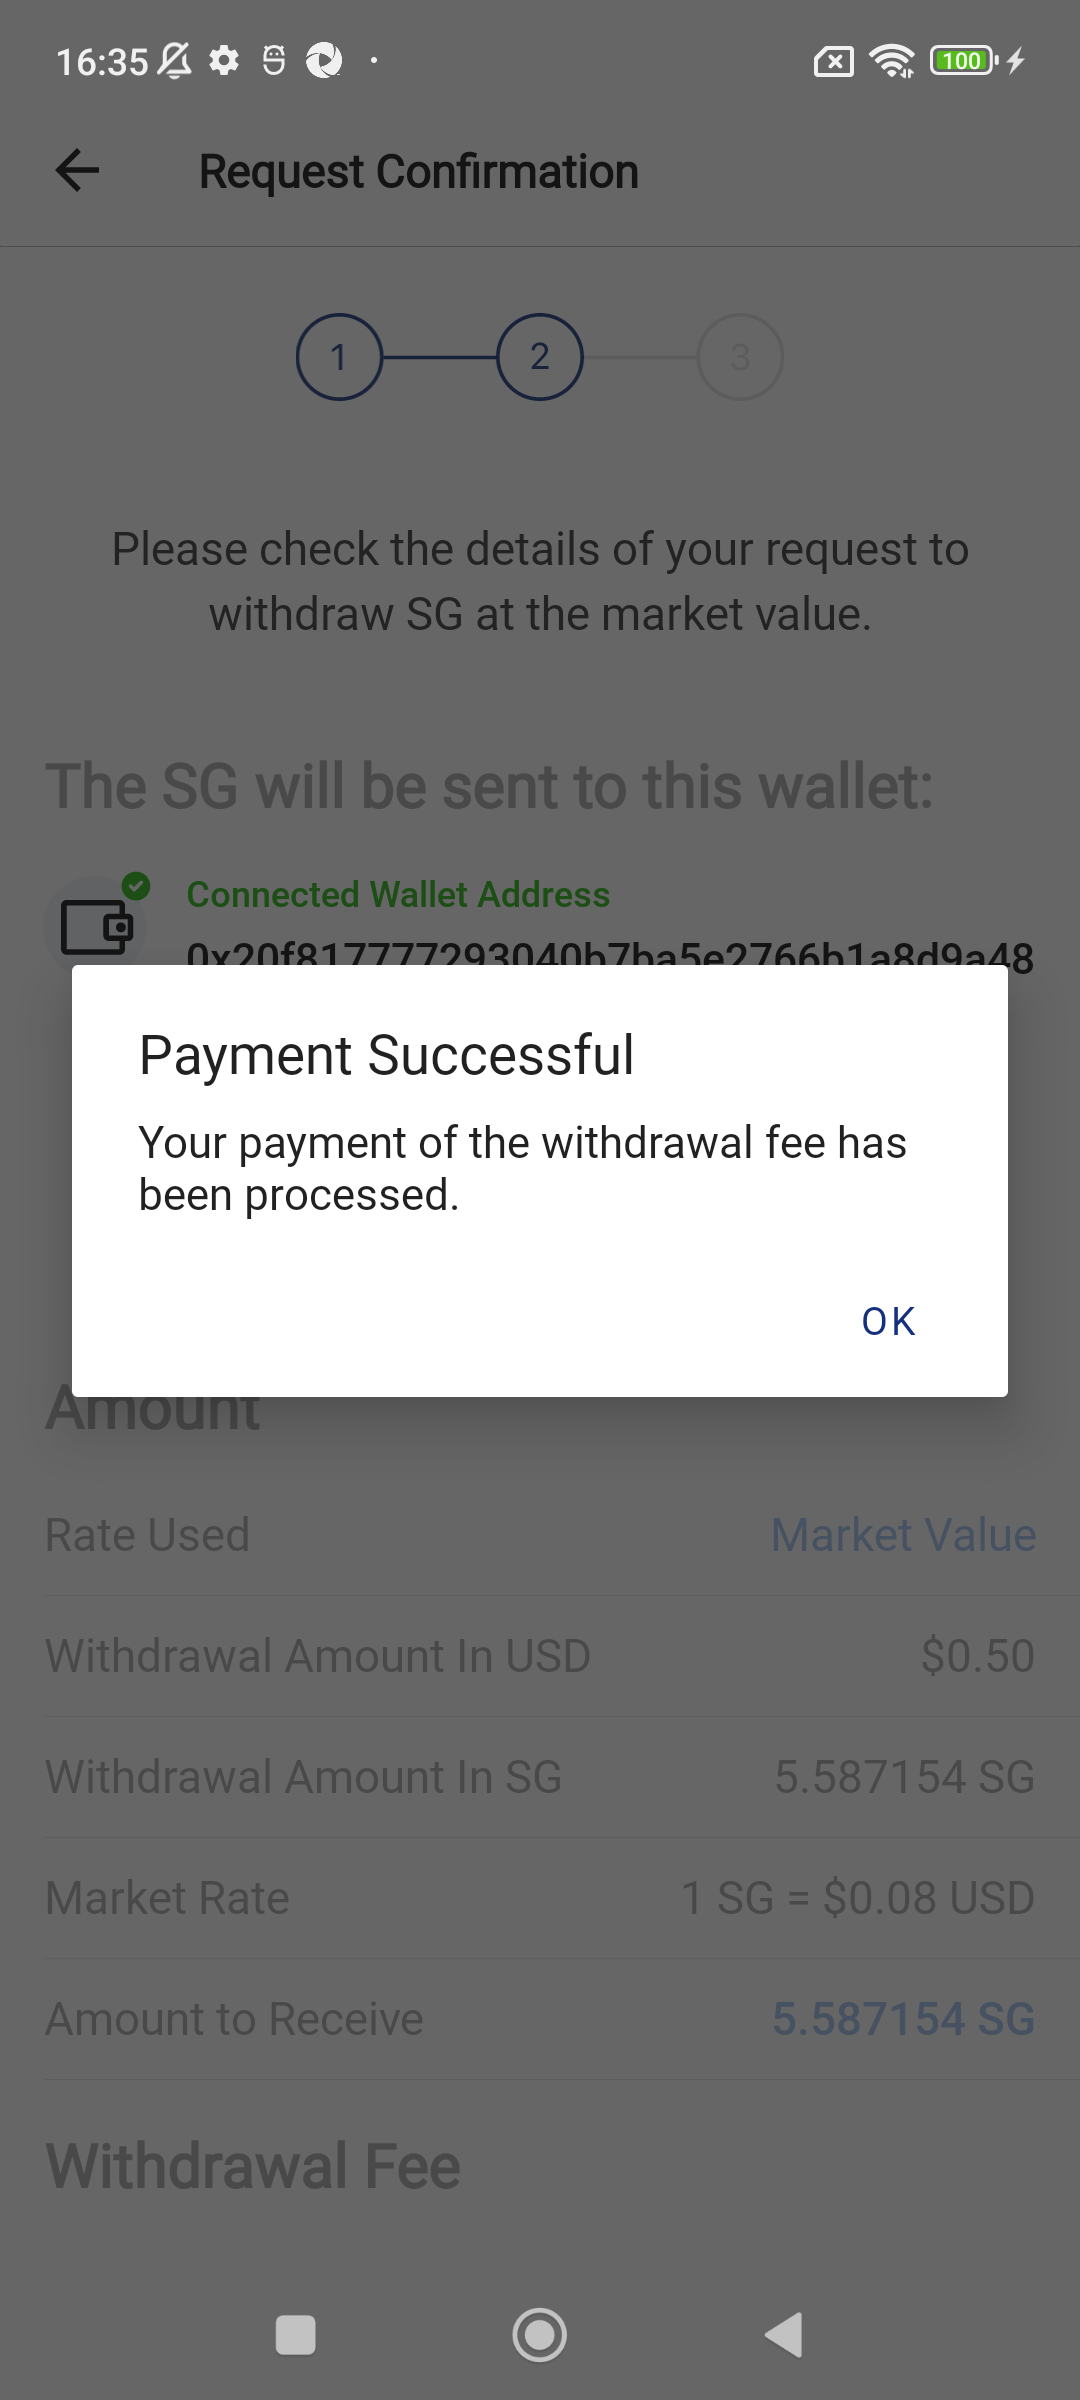 16:35
100
Request Confirmation
1
2
3
Please check the details of your request to
withdraw SG at the market value.
The SG will be sent to this wallet:
Connected Wallet Address
0x20f817777293040b7ba5e2766b1a8d9a48
Payment Successful
Your payment of the withdrawal fee has
been processed.
OK
Amount
Rate Used
Market Value
Withdrawal Amount In USD
$0.50
Withdrawal Amount In SG
5.587154 SG
Market Rate
1 SG = $0.08 USD
Amount to Receive
5.587154 SG
Withdrawal Fee